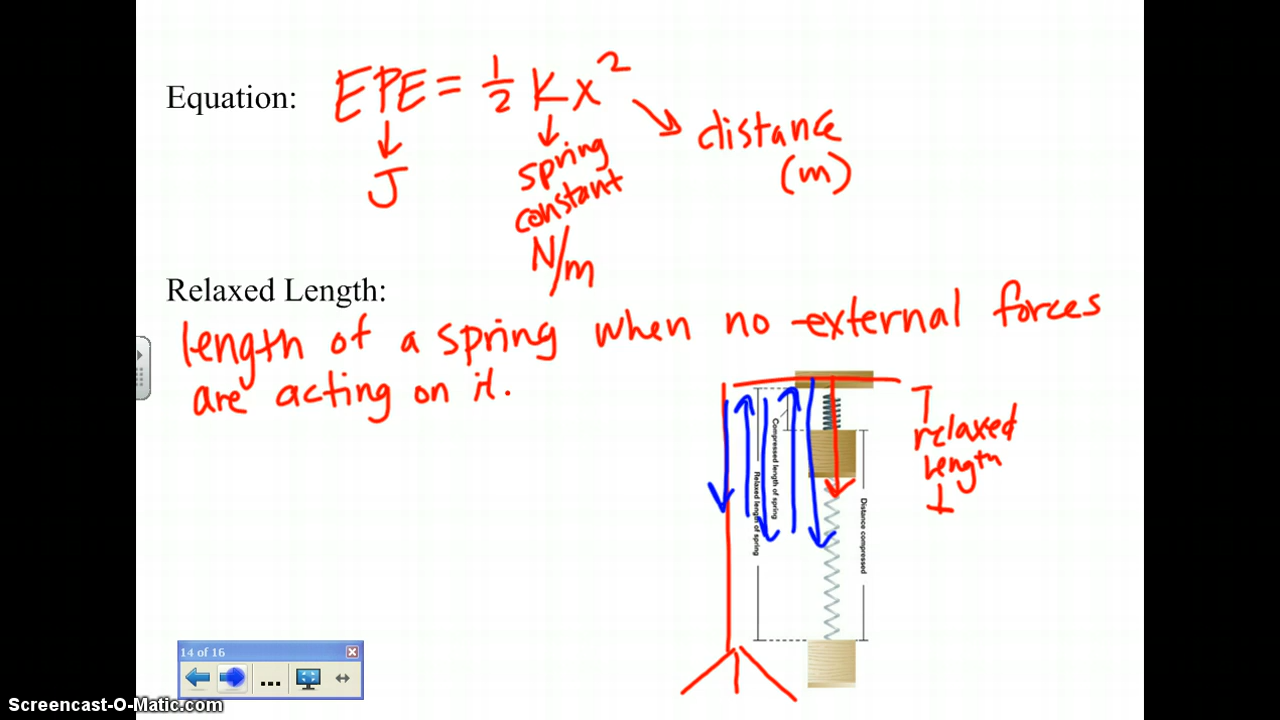 Equation: EPE = 1/2 Kx²
J
spring
constant
N/m
distance
(m)
Relaxed Length:
length of a spring when no external forces
are acting on it.
Compressed length of spring
Relaxed length of spring
Distance compressed
relaxed
length
14 of 16
...
Screencast-O-Matic.com